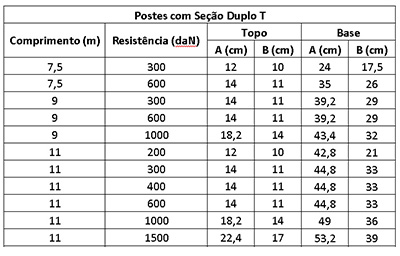 Postes com Seção Duplo T
Comprimento (m) Resistência (daN) Topo Base
A (cm) B (cm) A (cm) B (cm)
7,5 300 12 10 24 17,5
7,5 600 14 11 35 26
9 300 14 11 39,2 29
9 600 14 11 39,2 29
9 1000 18,2 14 43,4 32
11 200 12 10 42,8 21
11 300 14 11 44,8 33
11 400 14 11 44,8 33
11 600 14 11 44,8 33
11 1000 18,2 14 49 36
11 1500 22,4 17 53,2 39